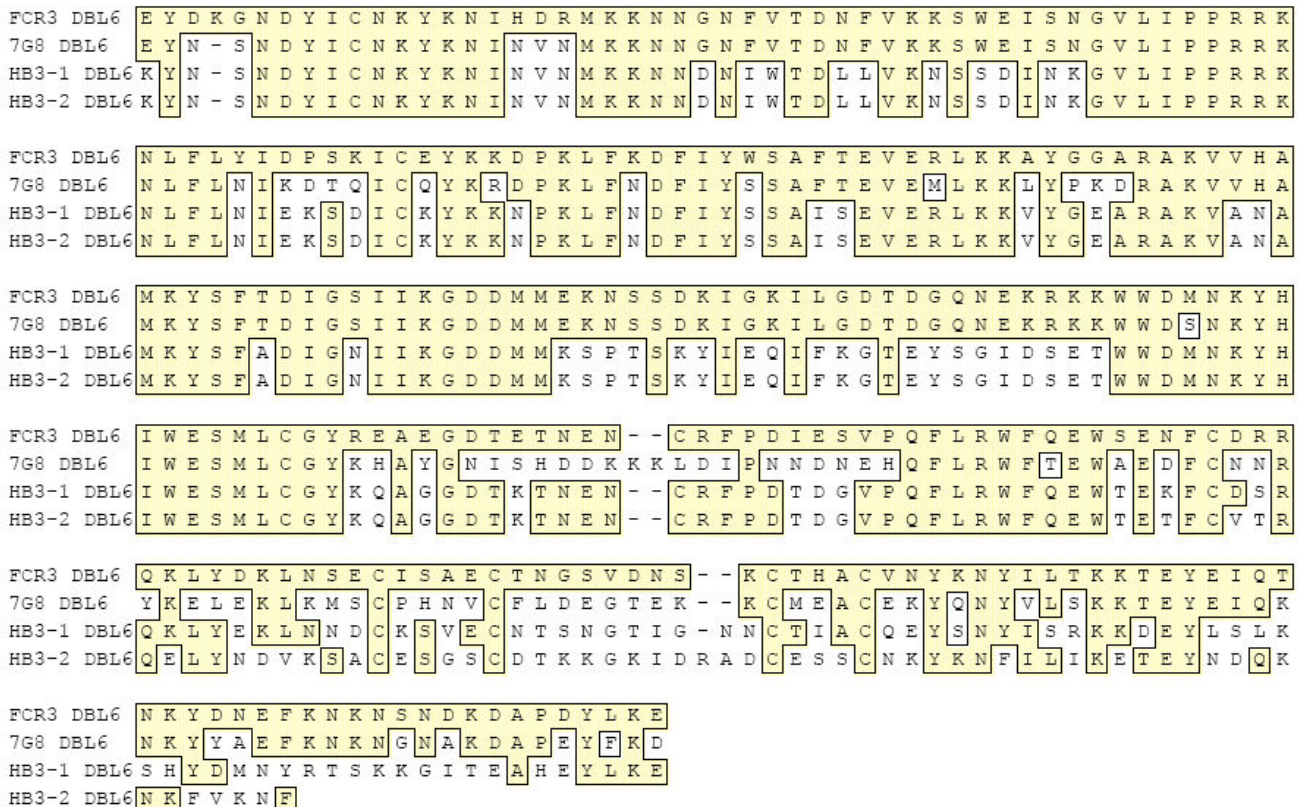 FCR3 DBL6 E Y D K G N D Y I C N K Y K N I H D R M K K N N G N F V T D N F V K K S W E I S N G V L I P P R R K
7G8 DBL6 E Y N - S N D Y I C N K Y K N I N V N M K K N N G N F V T D N F V K K S W E I S N G V L I P P R R K
HB3-1 DBL6 K Y N - S N D Y I C N K Y K N I N V N M K K N N D N I W T D L L V K N S S D I N K G V L I P P R R K
HB3-2 DBL6 K Y N - S N D Y I C N K Y K N I N V N M K K N N D N I W T D L L V K N S S D I N K G V L I P P R R K
FCR3 DBL6 N L F L Y I D P S K I C E Y K K D P K L F K D F I Y W S A F T E V E R L K K A Y G G A R A K V V H A
7G8 DBL6 N L F L N I K D T Q I C Q Y K R D P K L F N D F I Y S S A F T E V E M L K K L Y P K D R A K V V H A
HB3-1 DBL6 N L F L N I E K S D I C K Y K K N P K L F N D F I Y S S A I S E V E R L K K V Y G E A R A K V A N A
HB3-2 DBL6 N L F L N I E K S D I C K Y K K N P K L F N D F I Y S S A I S E V E R L K K V Y G E A R A K V A N A
FCR3 DBL6 M K Y S F T D I G S I I K G D D M M E K N S S D K I G K I L G D T D G Q N E K R K K W W D M N K Y H
7G8 DBL6 M K Y S F T D I G S I I K G D D M M E K N S S D K I G K I L G D T D G Q N E K R K K W W D S N K Y H
HB3-1 DBL6 M K Y S F A D I G N I I K G D D M M K S P T S K Y I E Q I F K G T E Y S G I D S E T W W D M N K Y H
HB3-2 DBL6 M K Y S F A D I G N I I K G D D M M K S P T S K Y I E Q I F K G T E Y S G I D S E T W W D M N K Y H
FCR3 DBL6 I W E S M L C G Y R E A E G D T E T N E N - - C R F P D I E S V P Q F L R W F Q E W S E N F C D R R
7G8 DBL6 I W E S M L C G Y K H A Y G N I S H D D K K K L D I P N N D N E H Q F L R W F T E W A E D F C N N R
HB3-1 DBL6 I W E S M L C G Y K Q A G G D T K T N E N - - C R F P D T D G V P Q F L R W F Q E W T E K F C D S R
HB3-2 DBL6 I W E S M L C G Y K Q A G G D T K T N E N - - C R F P D T D G V P Q F L R W F Q E W T E T F C V T R
FCR3 DBL6 Q K L Y D K L N S E C I S A E C T N G S V D N S - - K C T H A C V N Y K N Y I L T K K T E Y E I Q T
7G8 DBL6 Y K E L E K L K M S C P H N V C F L D E G T E K - - K C M E A C E K Y Q N Y V L S K K T E Y E I Q K
HB3-1 DBL6 Q K L Y E K L N N D C K S V E C N T S N G T I G - N N C T I A C Q E Y S N Y I S R K K D E Y L S L K
HB3-2 DBL6 Q E L Y N D V K S A C E S G S C D T K K G K I D R A D C E S S C N K Y K N F I L I K E T E Y N D Q K
FCR3 DBL6 N K Y D N E F K N K N S N D K D A P D Y L K E
7G8 DBL6 N K Y Y A E F K N K N G N A K D A P E Y F K D
HB3-1 DBL6 S H Y D M N Y R T S K K G I T E A H E Y L K E
HB3-2 DBL6 N K F V K N F